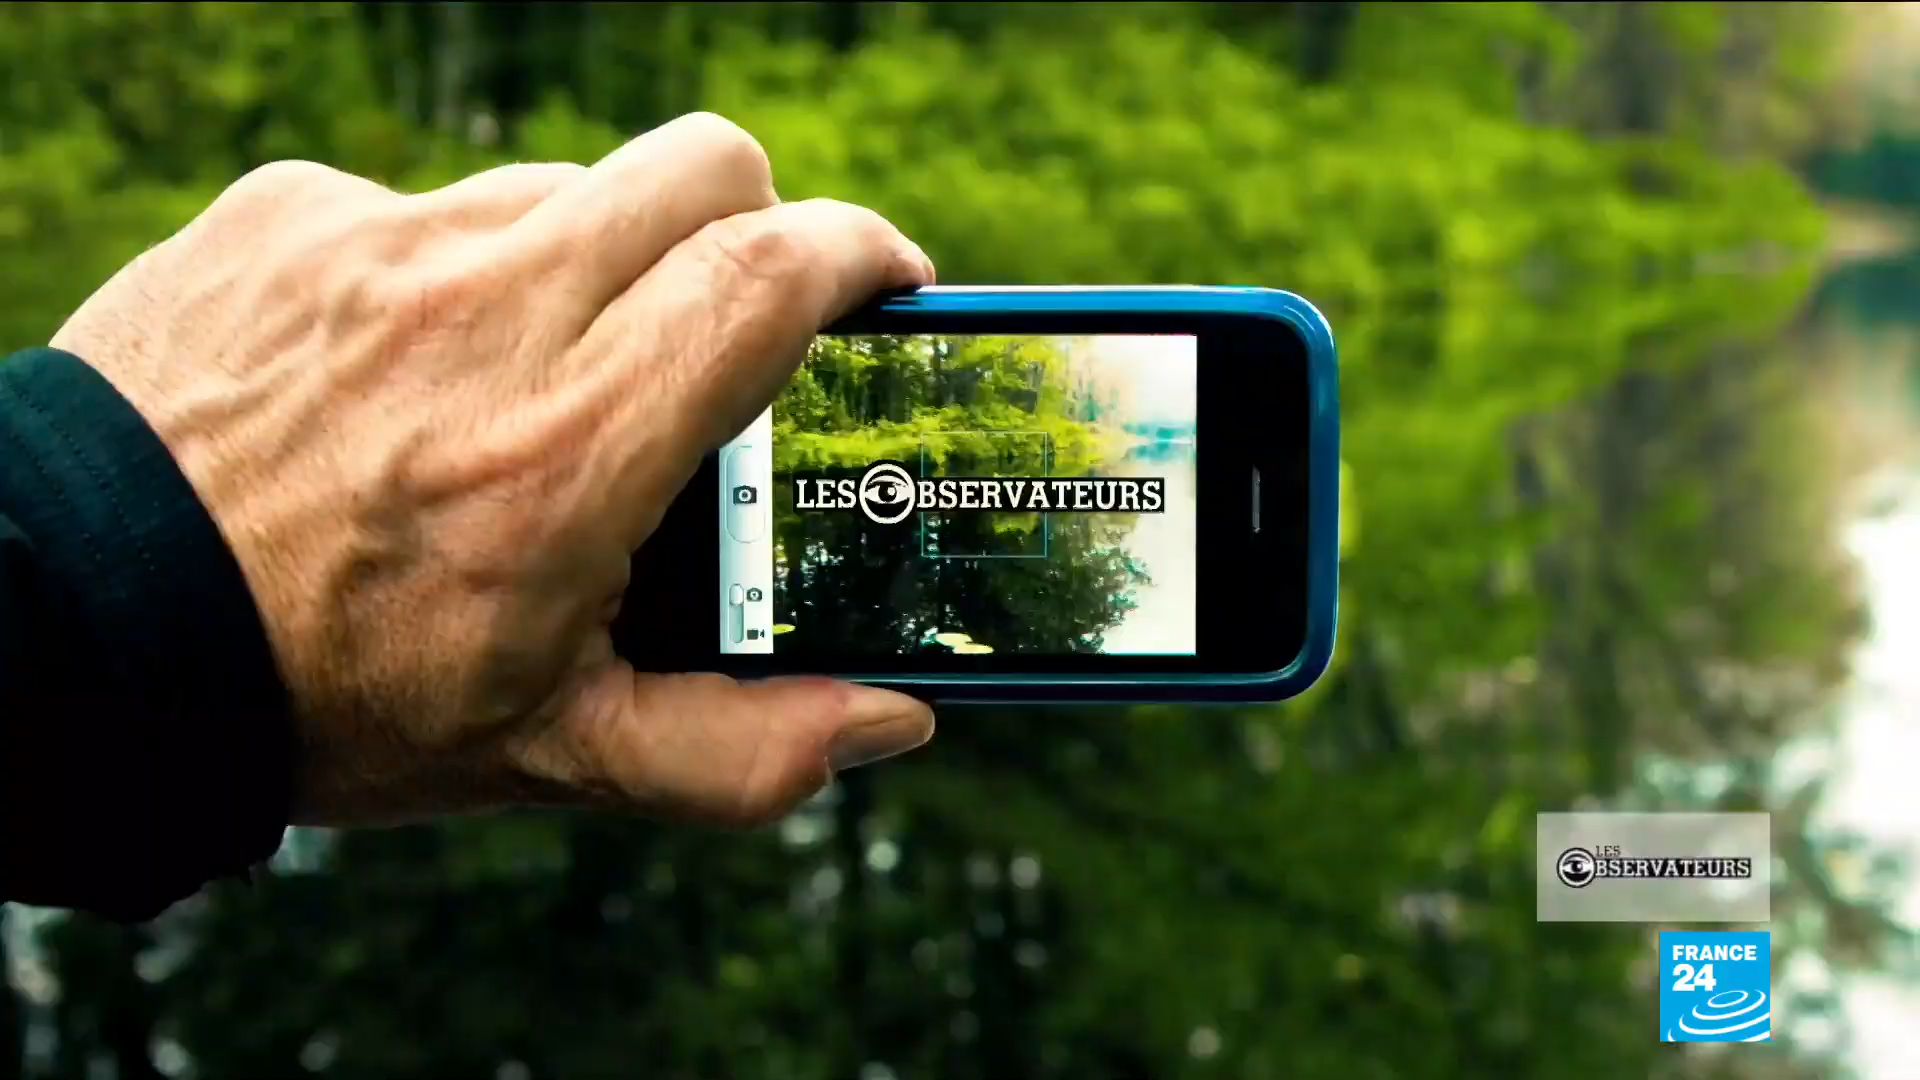 LES OBSERVATEURS
LES
OBSERVATEURS
FRANCE
24